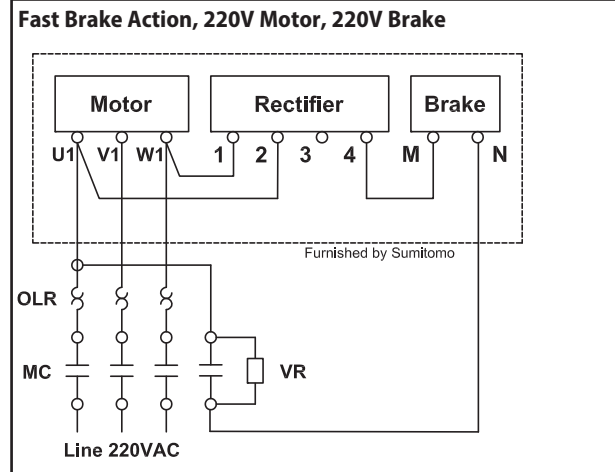 Fast Brake Action, 220V Motor, 220V Brake
Motor Rectifier Brake
U1 V1 W1 1 2 3 4 M N
Furnished by Sumitomo
OLR
MC VR
Line 220VAC